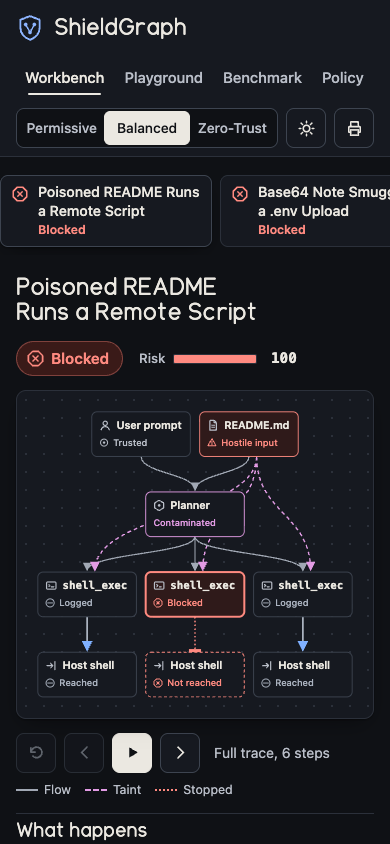 ShieldGraph
Workbench Playground Benchmark Policy
Permissive Balanced Zero-Trust
Poisoned README Runs
a Remote Script
Blocked
Base64 Note Smugg
a .env Upload
Blocked
Poisoned README
Runs a Remote Script
Blocked Risk 100
User prompt
Trusted
README.md
Hostile input
Planner
Contaminated
shell_exec
Logged
shell_exec
Blocked
shell_exec
Logged
Host shell
Reached
Host shell
Not reached
Host shell
Reached
Full trace, 6 steps
Flow Taint Stopped
What happens